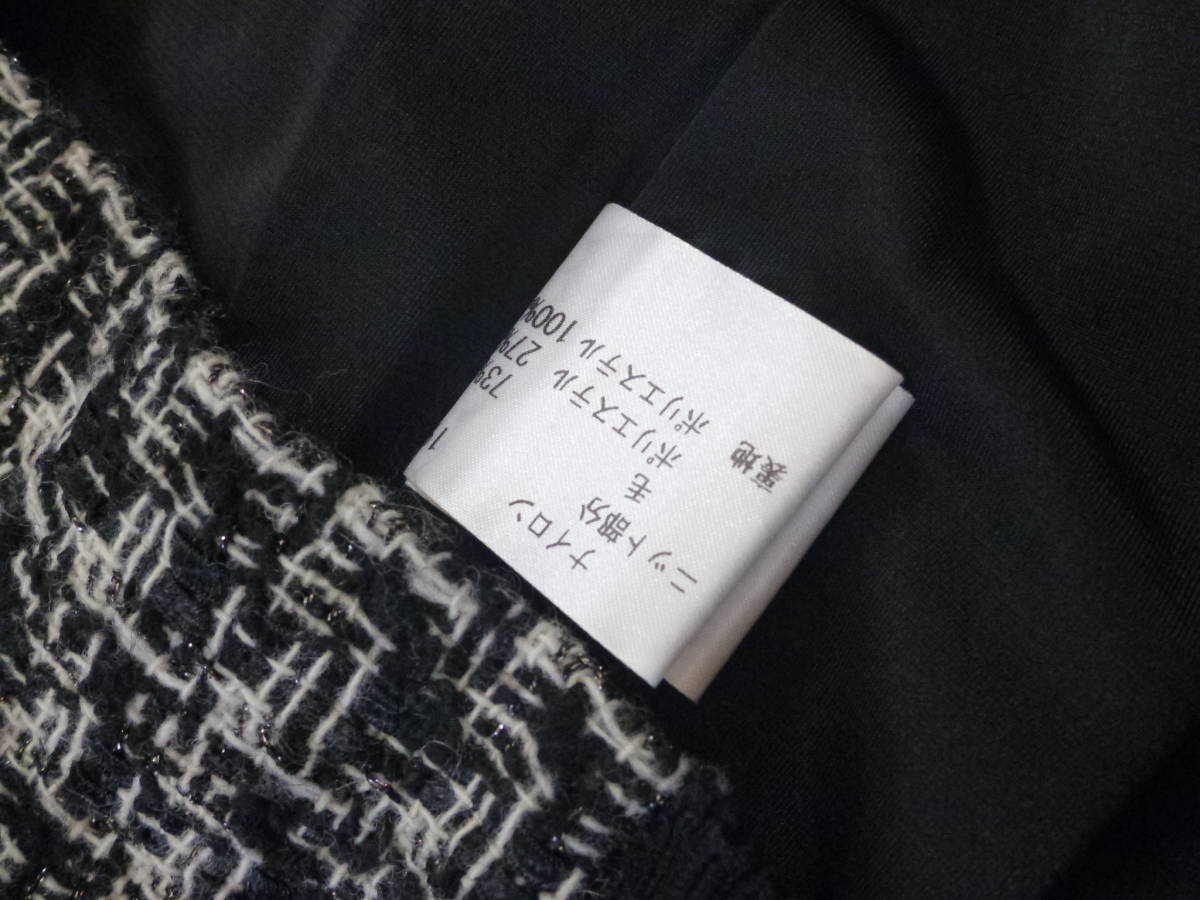 ナイロン 1
ニット部分
毛 73%
ポリエステル 27%
裏地 ポリエステル 100%